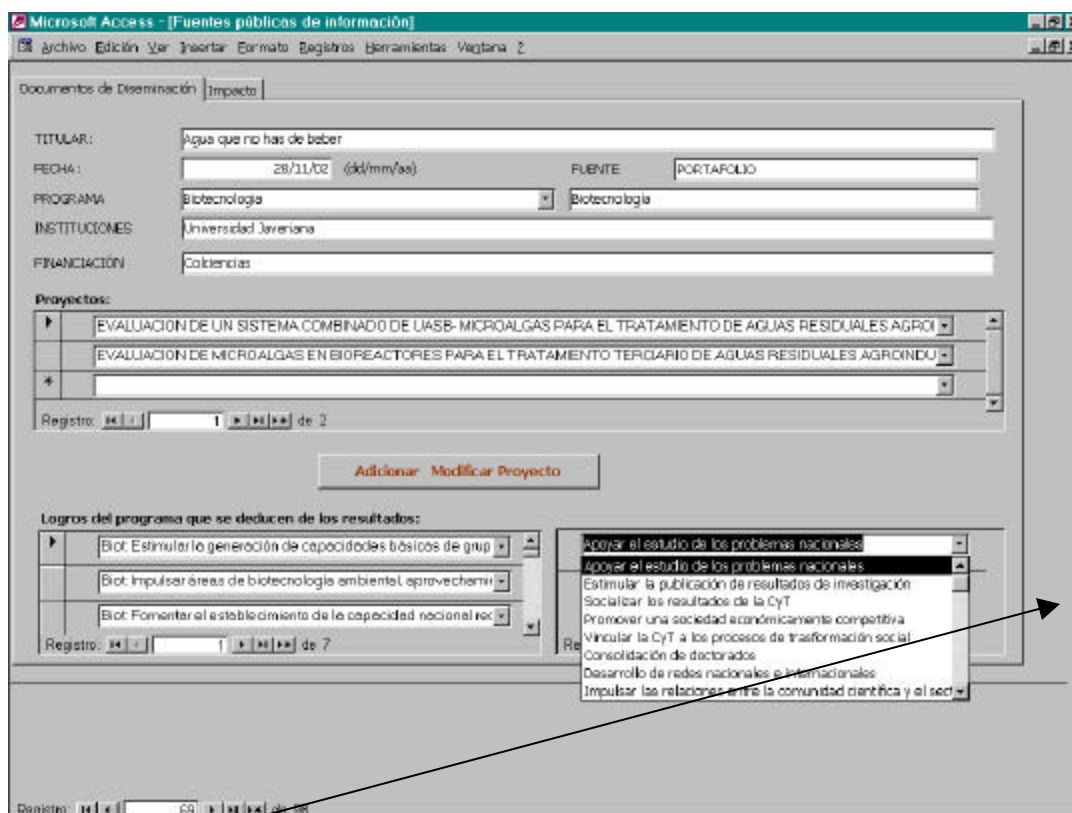 Microsoft Access - [Fuentes públicas de información]
Archivo Edición Ver Insertar Formato Registros Herramientas Ventana ?
Documentos de Diseminación Impacto
TITULAR: Agua que no has de beber
FECHA: 28/11/02 (dd/mm/aa) FUENTE PORTAFOLIO
PROGRAMA Biotecnologia Biotecnologia
INSTITUCIONES Universidad Javeriana
FINANCIACIÓN Colciencias
Proyectos:
EVALUACION DE UN SISTEMA COMBINADO DE UASB- MICROALGAS PARA EL TRATAMIENTO DE AGUAS RESIDUALES AGROI
EVALUACION DE MICROALGAS EN BIOREACTORES PARA EL TRATAMIENTO TERCIARIO DE AGUAS RESIDUALES AGROINDU
Registro: 1 de 2
Adicionar Modificar Proyecto
Logros del programa que se deducen de los resultados:
Biot: Estimular la generación de capacidades básicas de grup
Biot: Impulsar áreas de biotecnología ambiental, aprovechami
Biot: Fomentar el establecimiento de la capacidad nacional rec
Registro: 1 de 7
Apoyar el estudio de los problemas nacionales
Apoyar el estudio de los problemas nacionales
Estimular la publicación de resultados de investigación
Socializar los resultados de la CyT
Promover una sociedad económicamente competitiva
Vincular la CyT a los procesos de trasformación social
Consolidación de doctorados
Desarrollo de redes nacionales e internacionales
Impulsar las relaciones entre la comunidad científica y el sect
Re
Registro: 69 de 98